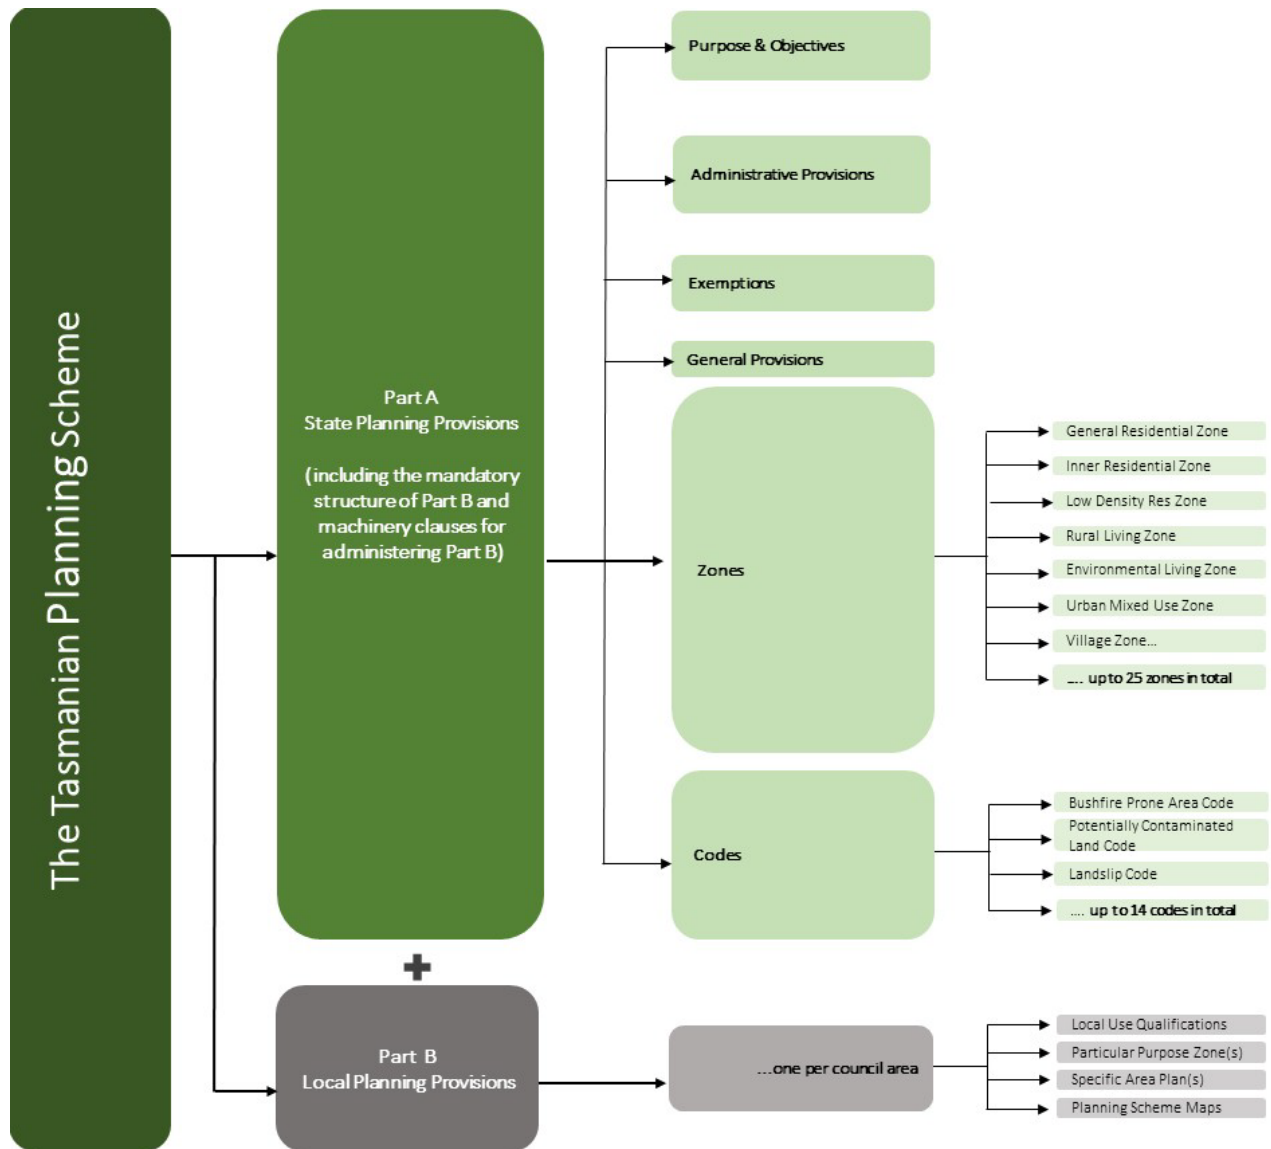 The Tasmanian Planning Scheme
Part A
State Planning Provisions
(including the mandatory
structure of Part B and
machinery clauses for
administering Part B)
Purpose & Objectives
Administrative Provisions
Exemptions
General Provisions
Zones
General Residential Zone
Inner Residential Zone
Low Density Res Zone
Rural Living Zone
Environmental Living Zone
Urban Mixed Use Zone
Village Zone...
.... up to 25 zones in total
Codes
Bushfire Prone Area Code
Potentially Contaminated
Land Code
Landslip Code
.... up to 14 codes in total
+
Part B
Local Planning Provisions
...one per council area
Local Use Qualifications
Particular Purpose Zone(s)
Specific Area Plan(s)
Planning Scheme Maps